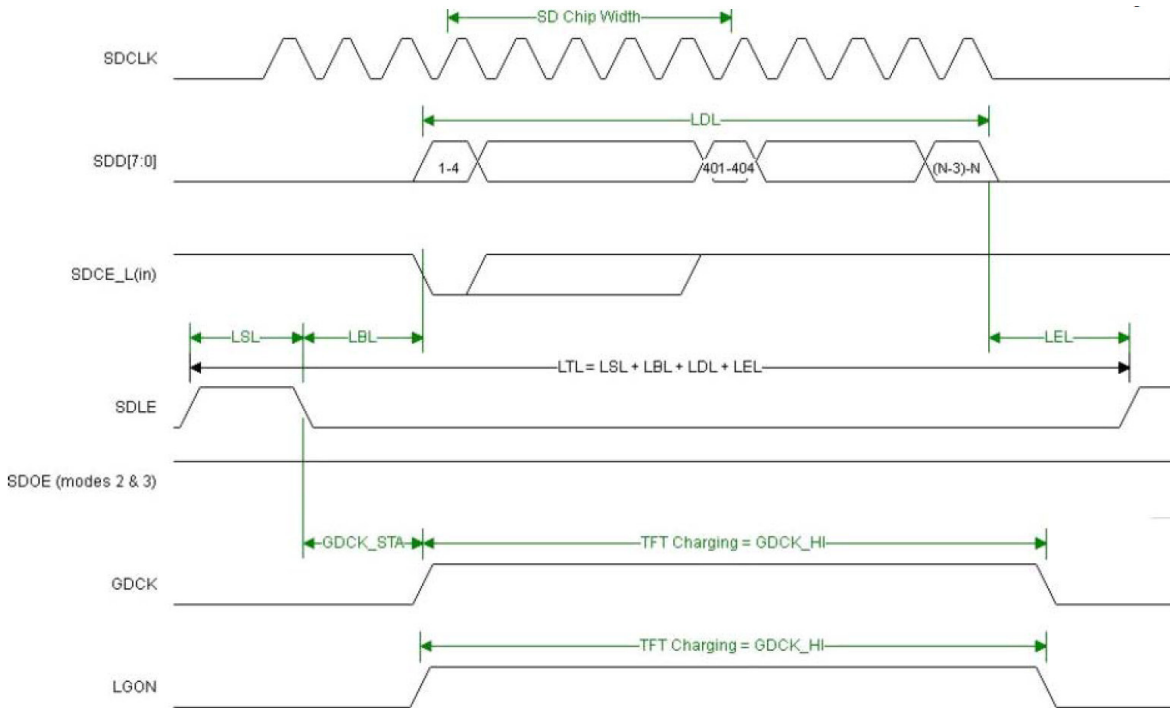 SD Chip Width
SDCLK
LDL
SDD[7:0]
1-4
401-404
(N-3)-N
SDCE_L(in)
LSL
LBL
LEL
LTL = LSL + LBL + LDL + LEL
SDLE
SDOE (modes 2 & 3)
GDCK_STA
TFT Charging = GDCK_HI
GDCK
TFT Charging = GDCK_HI
LGON